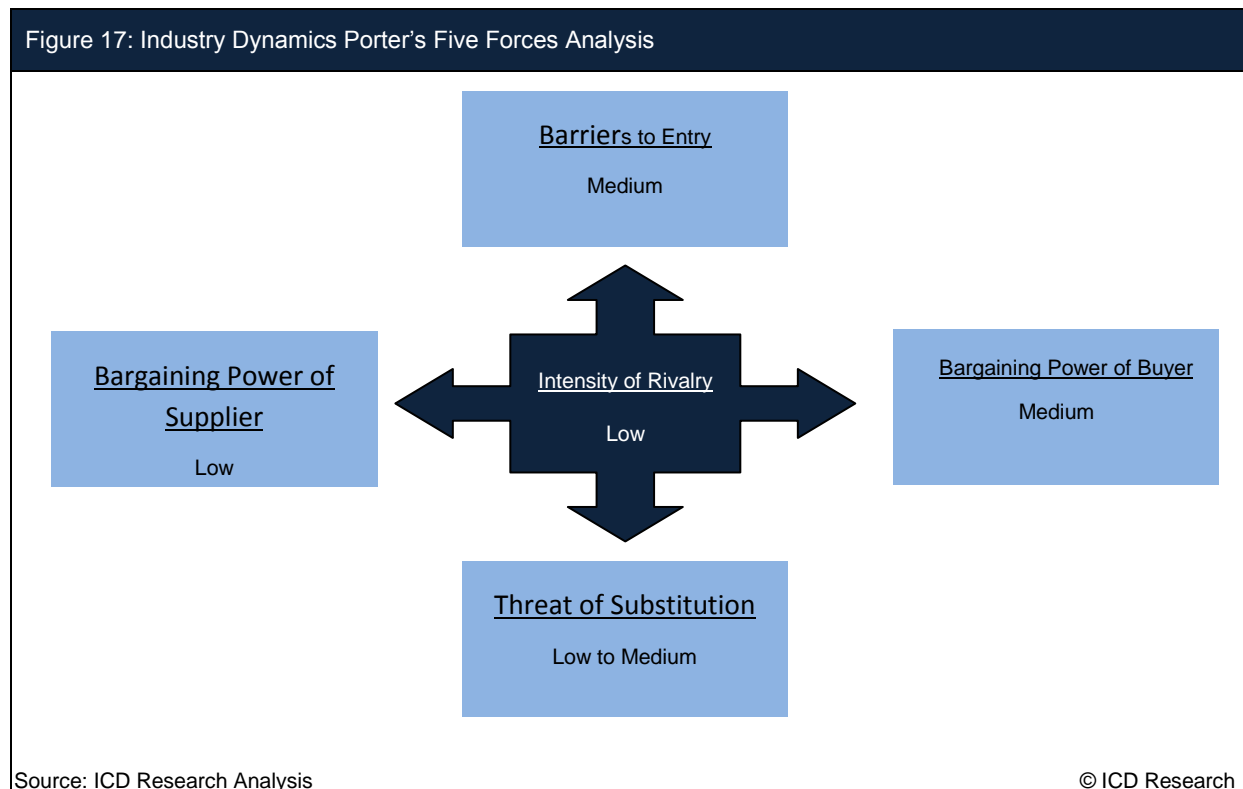 Figure 17: Industry Dynamics Porter’s Five Forces Analysis
Barriers to Entry
Medium
Bargaining Power of
Supplier
Low
Intensity of Rivalry
Low
Bargaining Power of Buyer
Medium
Threat of Substitution
Low to Medium
Source: ICD Research Analysis
© ICD Research